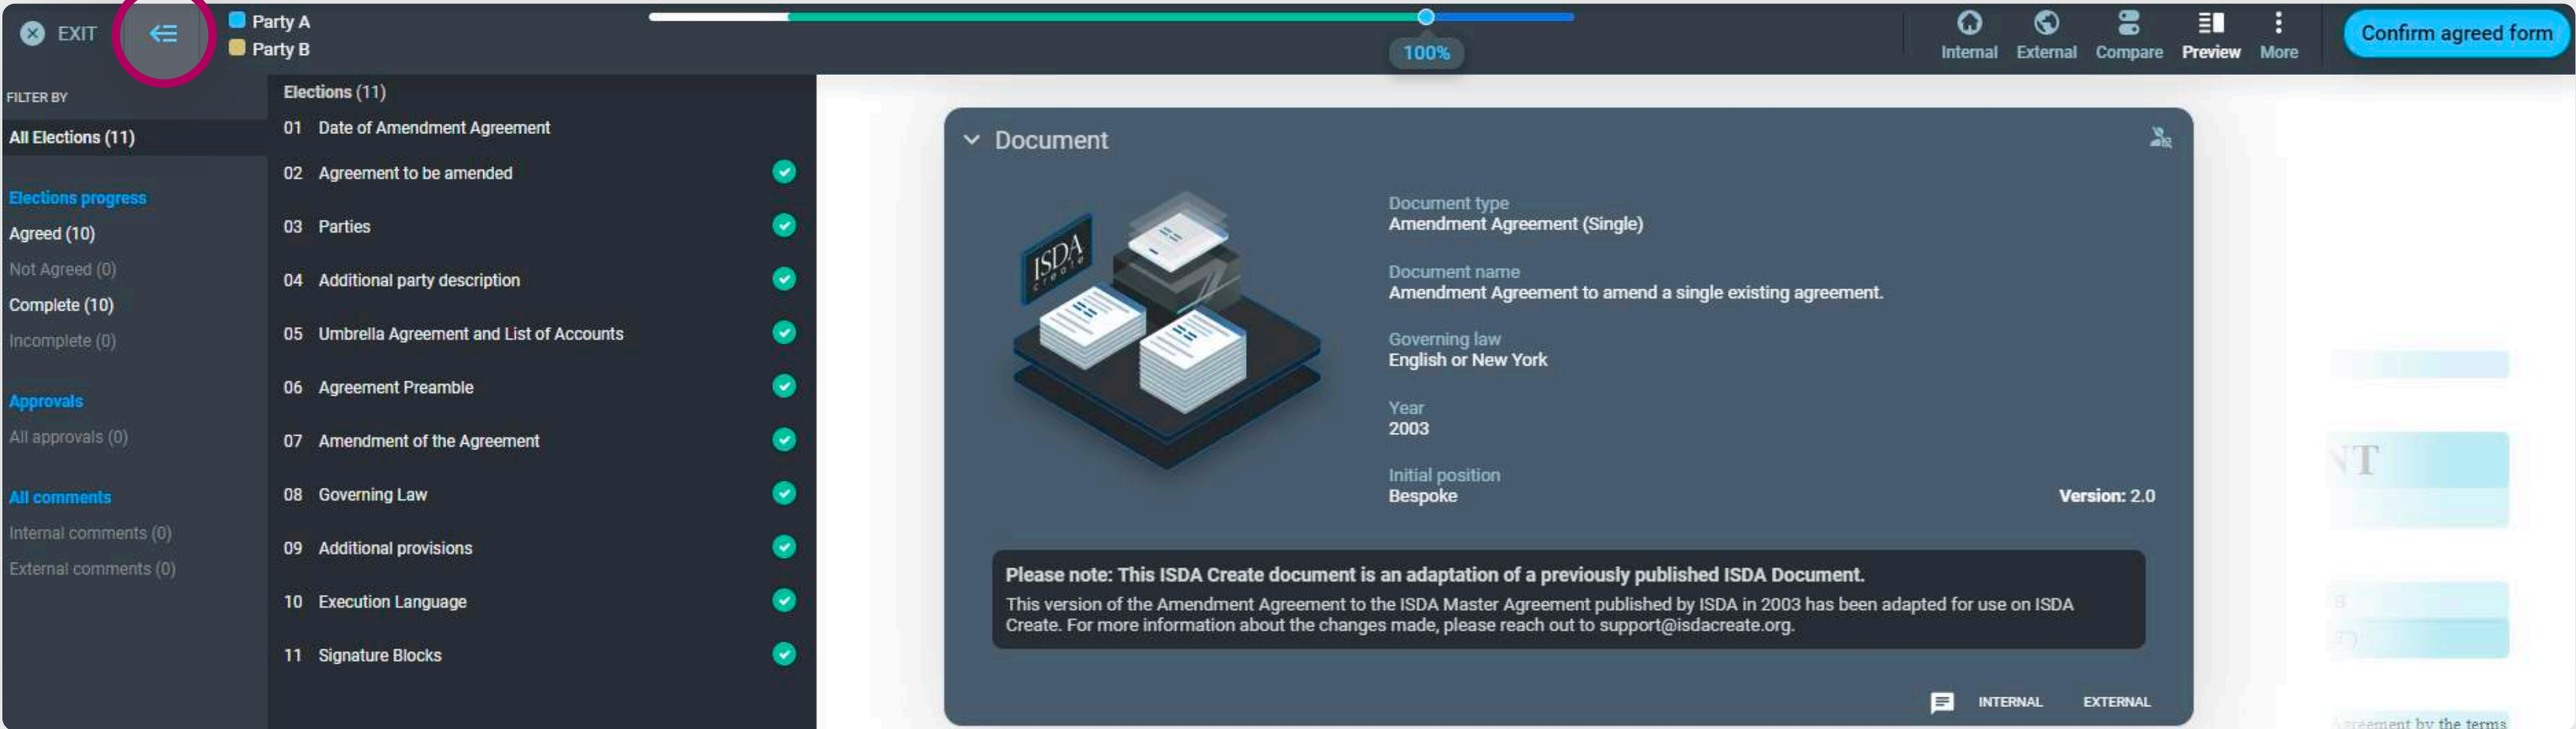 EXIT
Party A
Party B
100%
Internal
External
Compare
Preview
More
Confirm agreed form
FILTER BY
All Elections (11)
Elections progress
Agreed (10)
Not Agreed (0)
Complete (10)
Incomplete (0)
Approvals
All approvals (0)
All comments
Internal comments (0)
External comments (0)
Elections (11)
01 Date of Amendment Agreement
02 Agreement to be amended
03 Parties
04 Additional party description
05 Umbrella Agreement and List of Accounts
06 Agreement Preamble
07 Amendment of the Agreement
08 Governing Law
09 Additional provisions
10 Execution Language
11 Signature Blocks
Document
ISDA
create
Document type
Amendment Agreement (Single)
Document name
Amendment Agreement to amend a single existing agreement.
Governing law
English or New York
Year
2003
Initial position
Bespoke
Version: 2.0
Please note: This ISDA Create document is an adaptation of a previously published ISDA Document.
This version of the Amendment Agreement to the ISDA Master Agreement published by ISDA in 2003 has been adapted for use on ISDA
Create. For more information about the changes made, please reach out to support@isdacreate.org.
INTERNAL
EXTERNAL
NT
Agreement by the terms